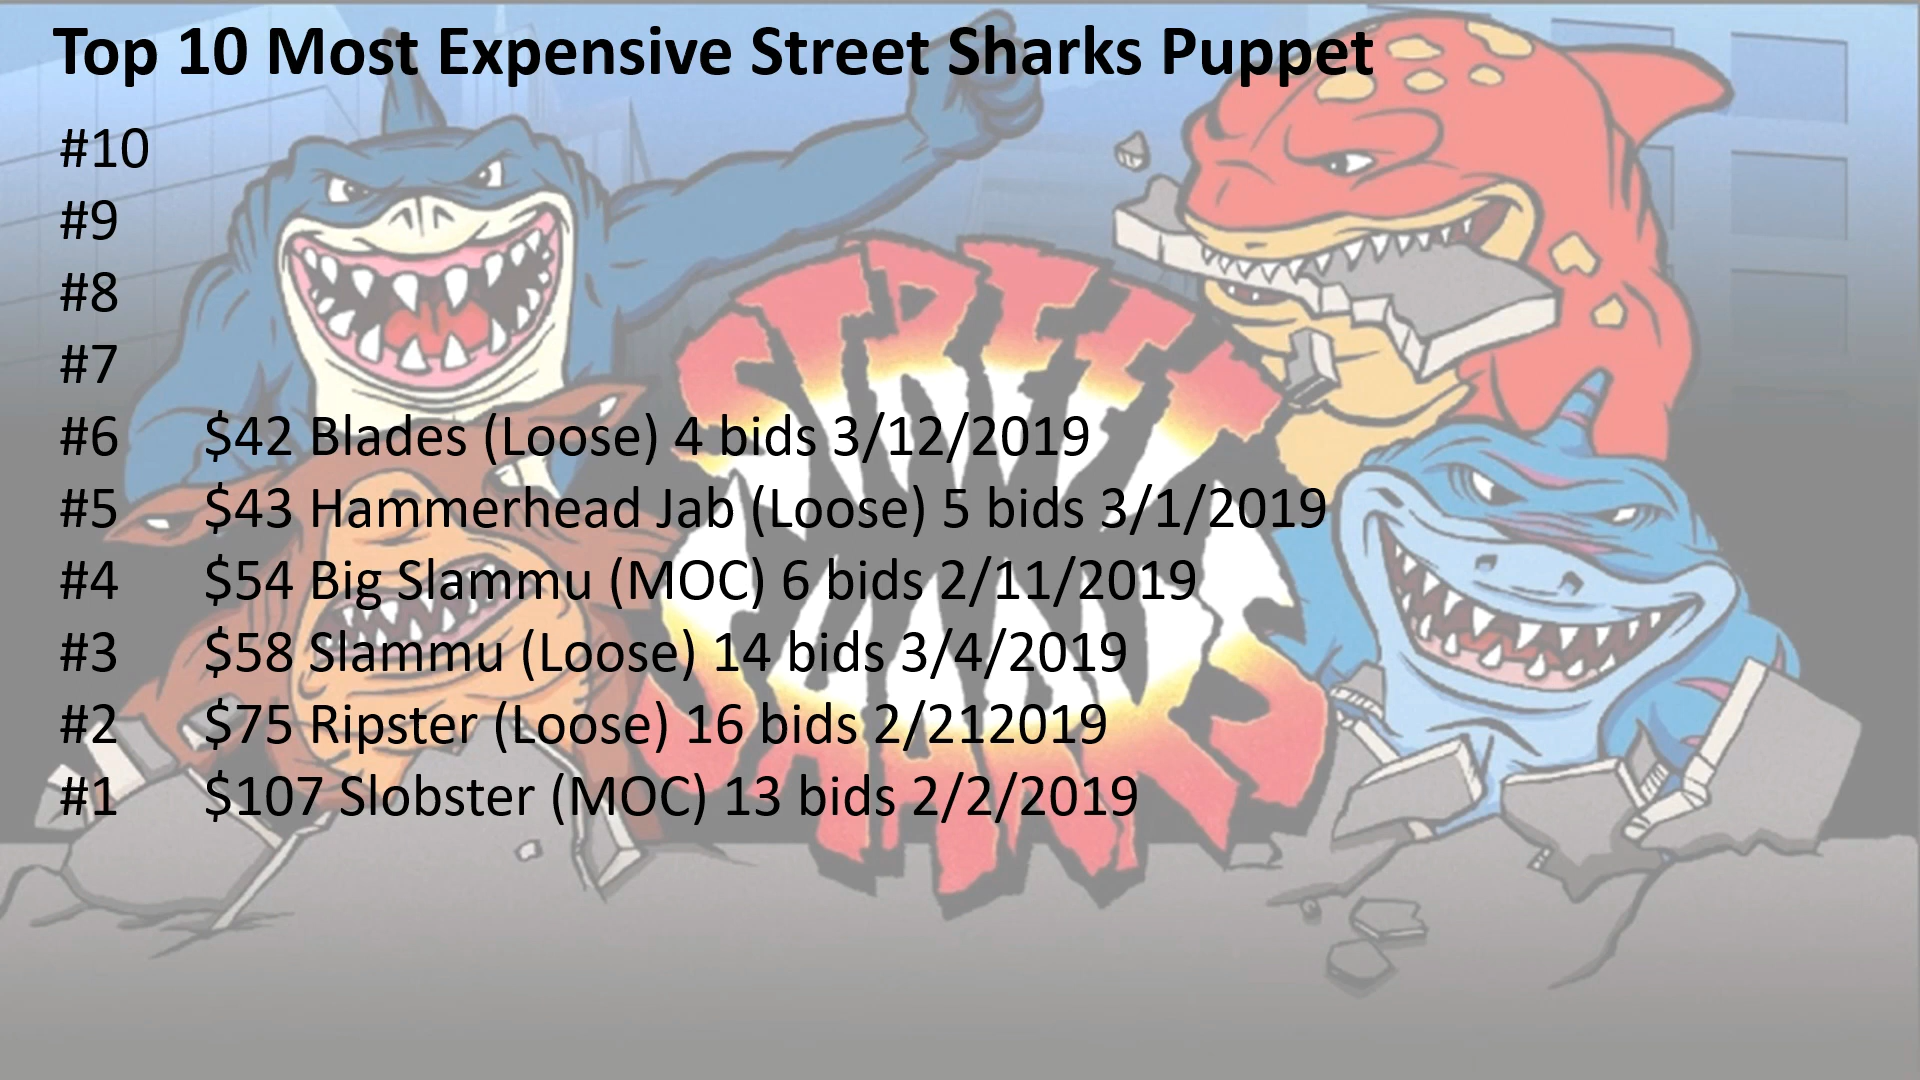 Top 10 Most Expensive Street Sharks Puppet
#10
#9
#8
#7
#6 $42 Blades (Loose) 4 bids 3/12/2019
#5 $43 Hammerhead Jab (Loose) 5 bids 3/1/2019
#4 $54 Big Slammu (MOC) 6 bids 2/11/2019
#3 $58 Slammu (Loose) 14 bids 3/4/2019
#2 $75 Ripster (Loose) 16 bids 2/212019
#1 $107 Slobster (MOC) 13 bids 2/2/2019
STREET
SHARKS